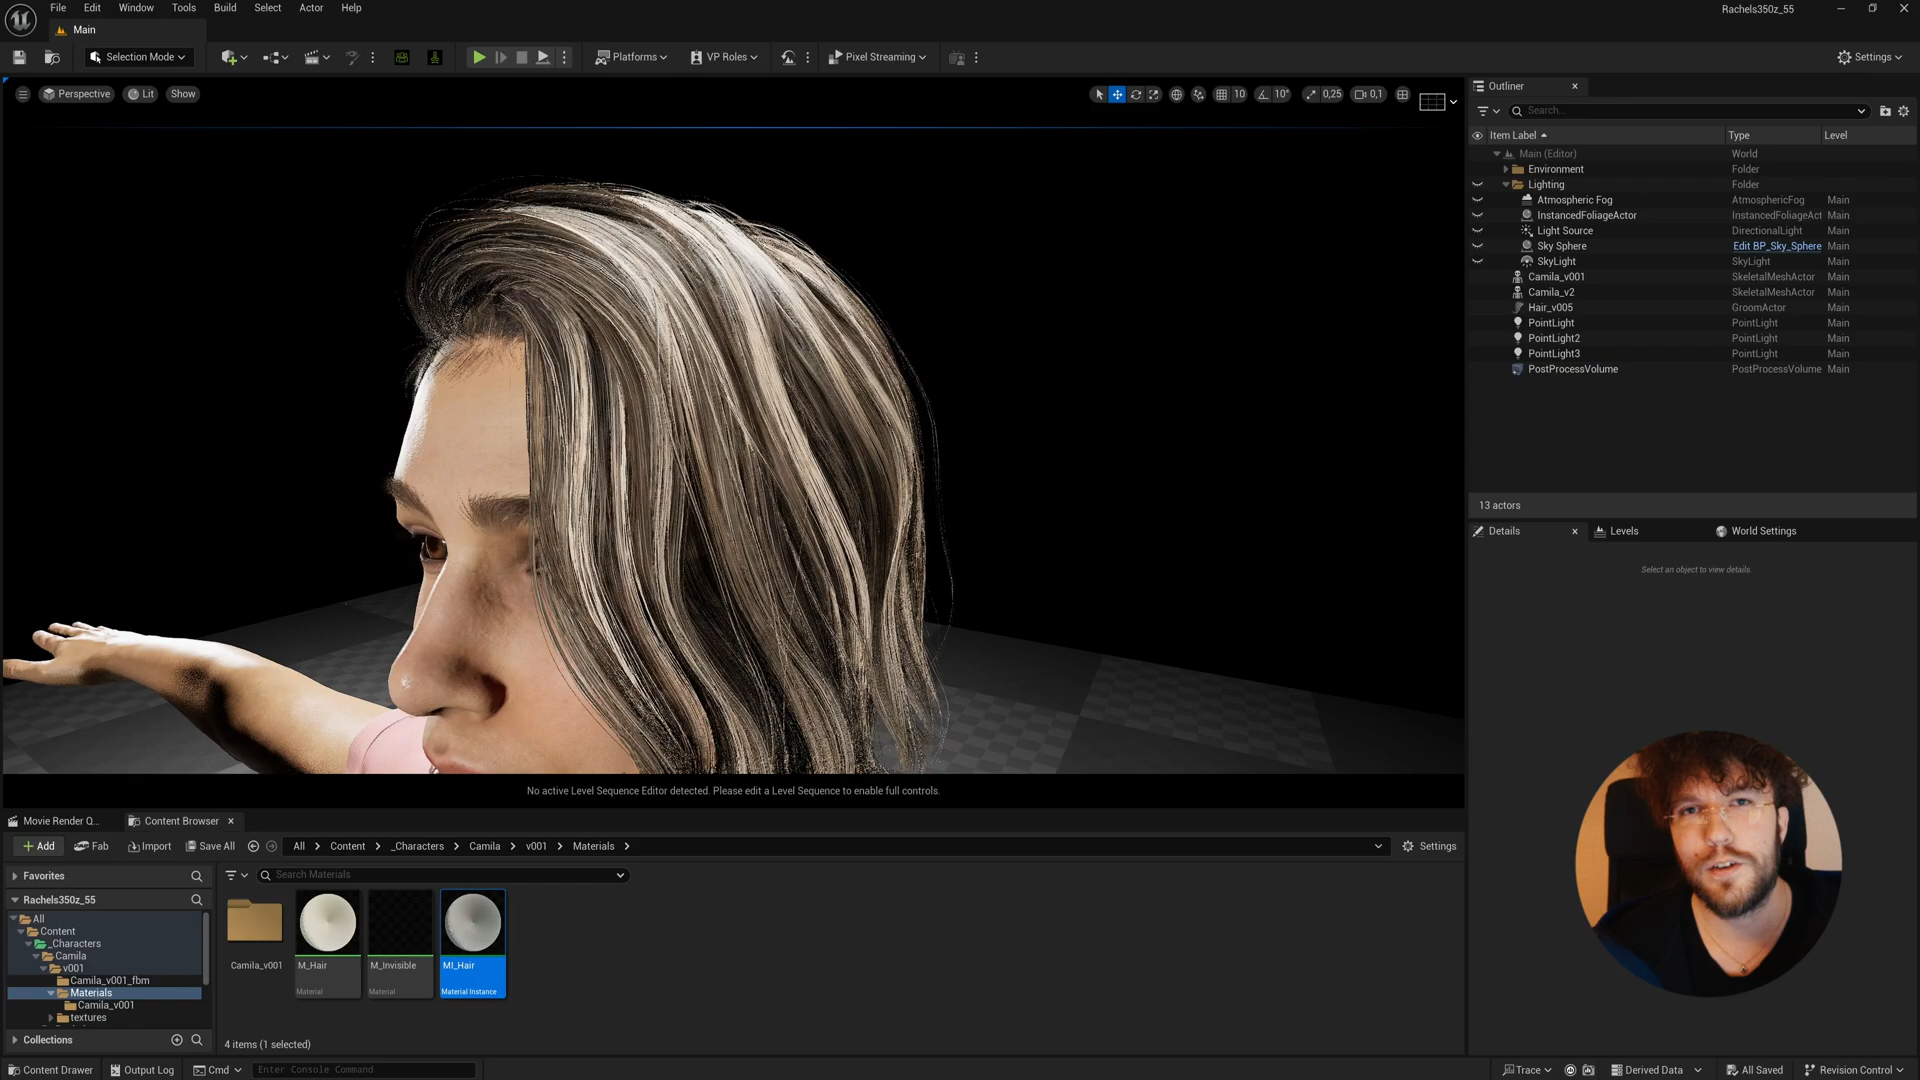 File Edit Window Tools Build Select Actor Help
Rachels350z_55
Main
Selection Mode
Platforms
VP Roles
Pixel Streaming
Settings
Perspective
Lit
Show
10
10°
0,25
0,1
Outliner
Search...
Item Label
Type
Level
Main (Editor) World
Environment Folder
Lighting Folder
Atmospheric Fog AtmosphericFog Main
InstancedFoliageActor InstancedFoliageAct Main
Light Source DirectionalLight Main
Sky Sphere Edit BP_Sky_Sphere Main
SkyLight SkyLight Main
Camila_v001 SkeletalMeshActor Main
Camila_v2 SkeletalMeshActor Main
Hair_v005 GroomActor Main
PointLight PointLight Main
PointLight2 PointLight Main
PointLight3 PointLight Main
PostProcessVolume PostProcessVolume Main
13 actors
Details
Levels
World Settings
Select an object to view details.
No active Level Sequence Editor detected. Please edit a Level Sequence to enable full controls.
Movie Render Q...
Content Browser
Add
Fab
Import
Save All
All > Content > _Characters > Camila > v001 > Materials >
Settings
Favorites
Search Materials
Rachels350z_55
All
Content
_Characters
Camila
v001
Camila_v001_fbm
Materials
Camila_v001
textures
Collections
Camila_v001
M_Hair
Material
M_Invisible
Material
MI_Hair
Material Instance
4 items (1 selected)
Content Drawer
Output Log
Cmd
Enter Console Command
Trace
Derived Data
All Saved
Revision Control